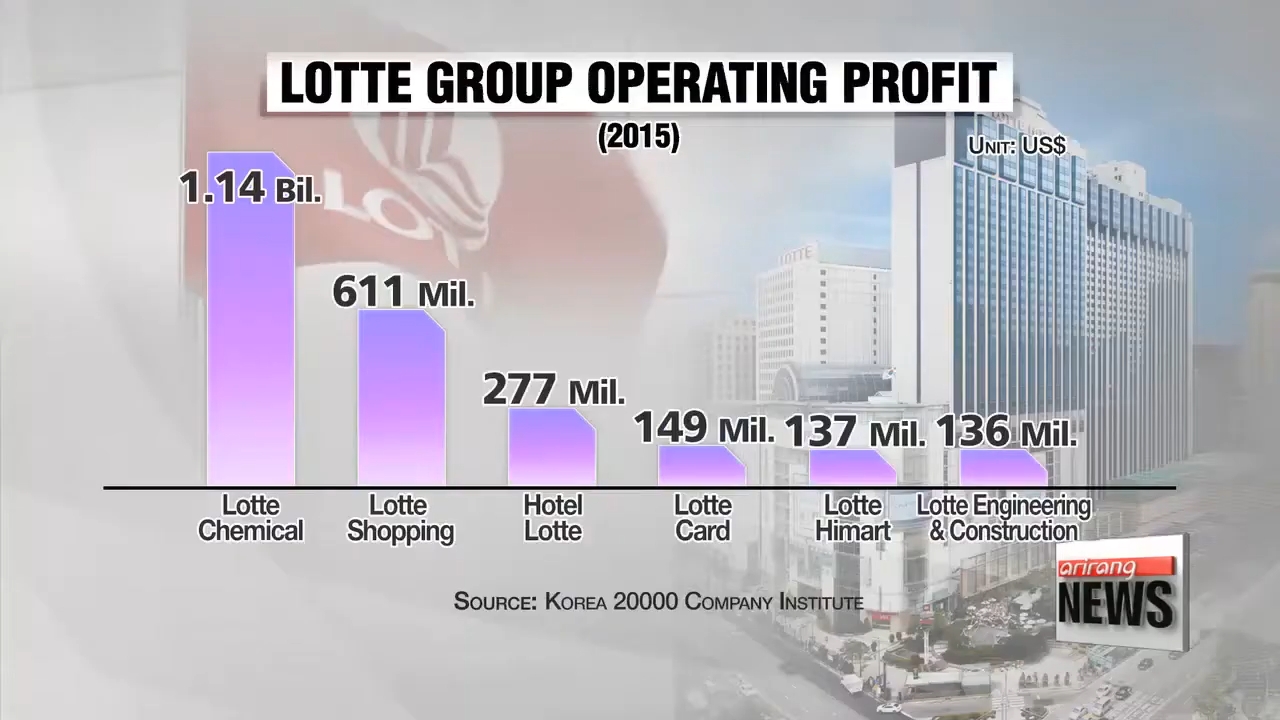 LOTTE GROUP OPERATING PROFIT
(2015)
UNIT: US$
1.14 BIL.
611 MIL.
277 MIL.
149 MIL.
137 MIL.
136 MIL.
Lotte
Chemical
Lotte
Shopping
Hotel
Lotte
Lotte
Card
Lotte
Himart
Lotte Engineering
& Construction
SOURCE: KOREA 20000 COMPANY INSTITUTE
arirang
NEWS
LO
LOTTE